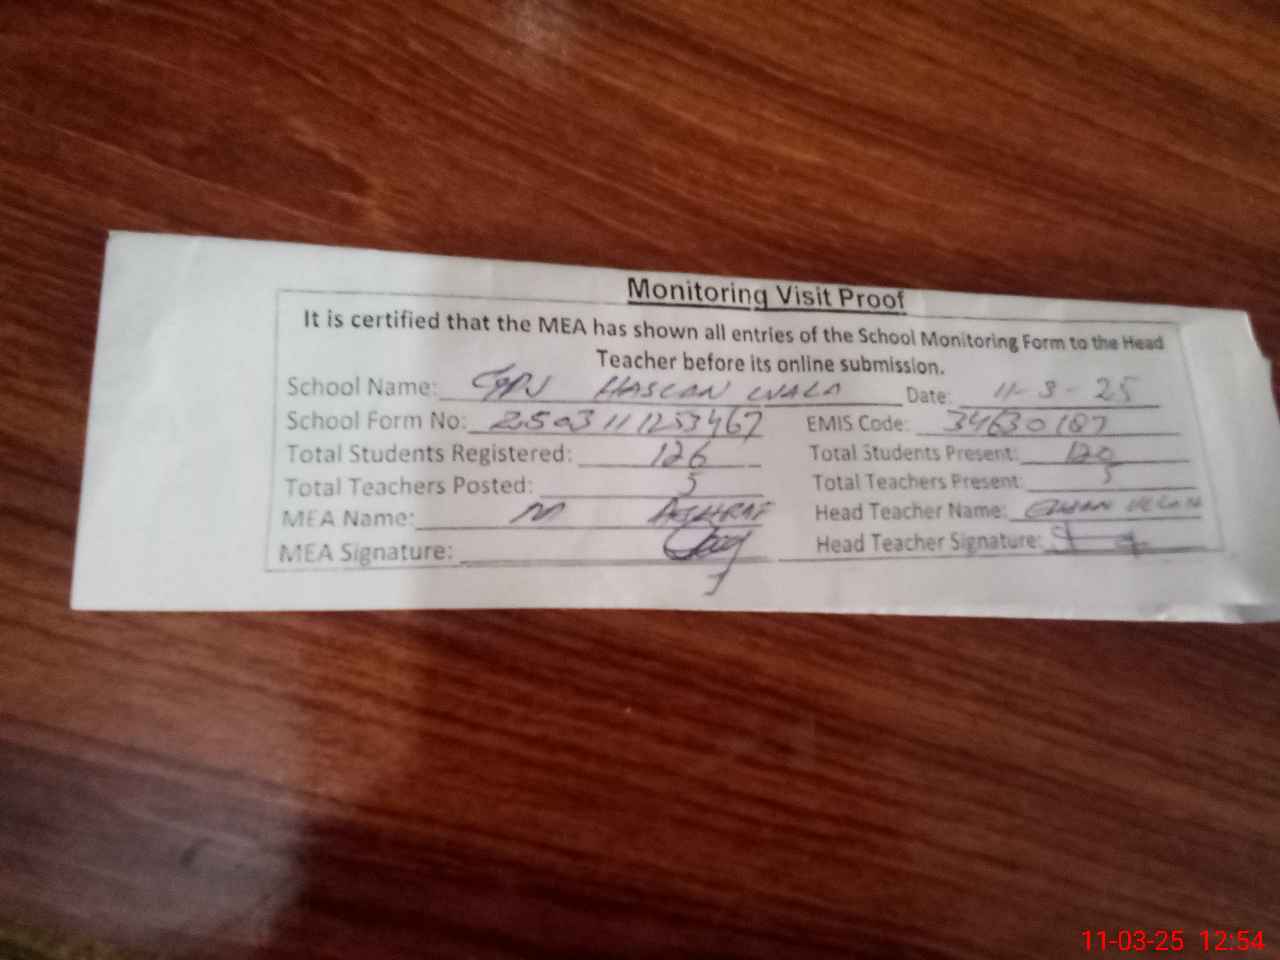 Monitoring Visit Proof
It is certified that the MEA has shown all entries of the School Monitoring Form to the Head
Teacher before its online submission.
School Name: GPS HASCAN WALA Date: 11-3-25
School Form No: 2503111253467 EMIS Code: 34630187
Total Students Registered: 126 Total Students Present: 120
Total Teachers Posted: 5 Total Teachers Present: 5
MEA Name: M ASHRAF Head Teacher Name:
MEA Signature: Head Teacher Signature:
11-03-25 12:54